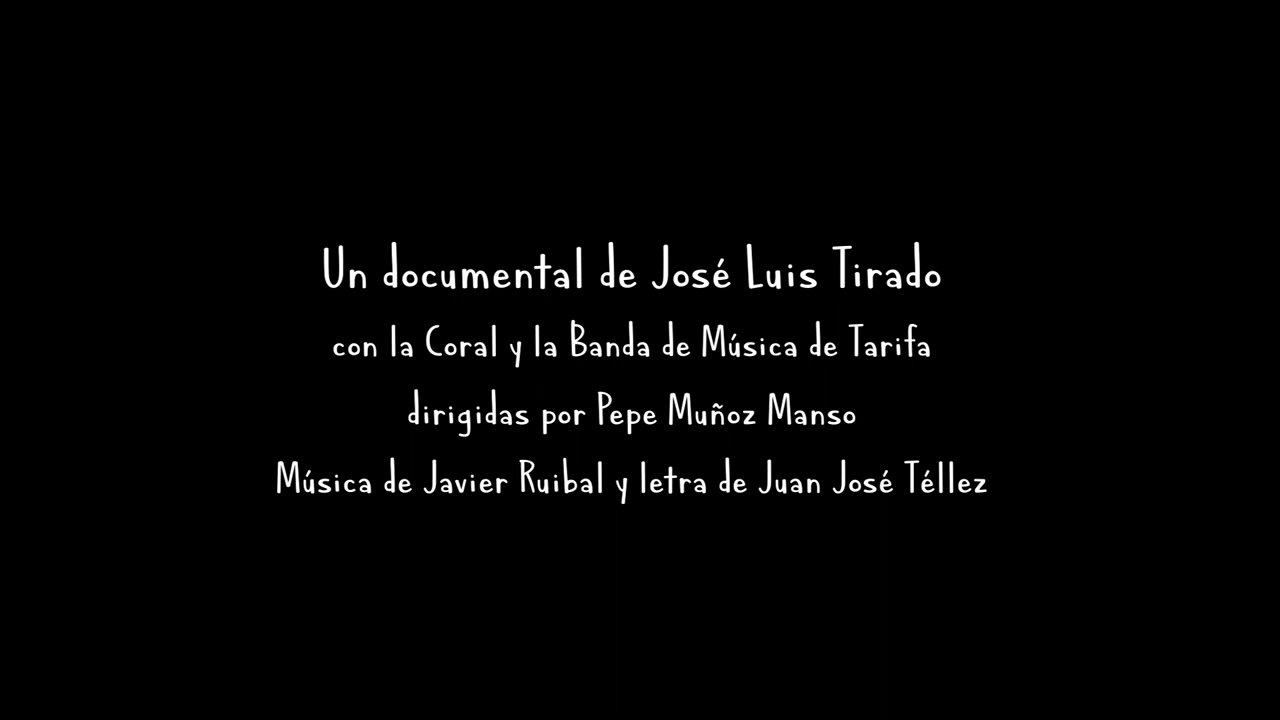 Un documental de José Luis Tirado
con la Coral y la Banda de Música de Tarifa
dirigidas por Pepe Muñoz Manso
Música de Javier Ruibal y letra de Juan José Téllez